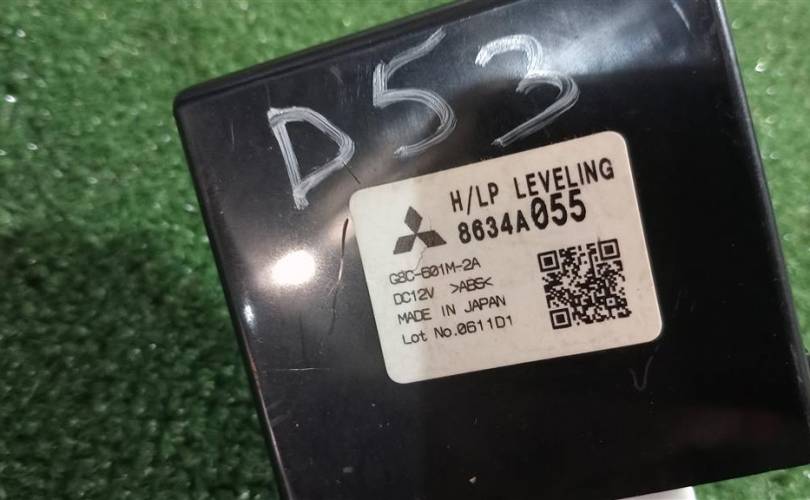 D53
H/LP LEVELING
8634A055
G8C-601M-2A
DC12V >ABS<
MADE IN JAPAN
Lot No.0611D1